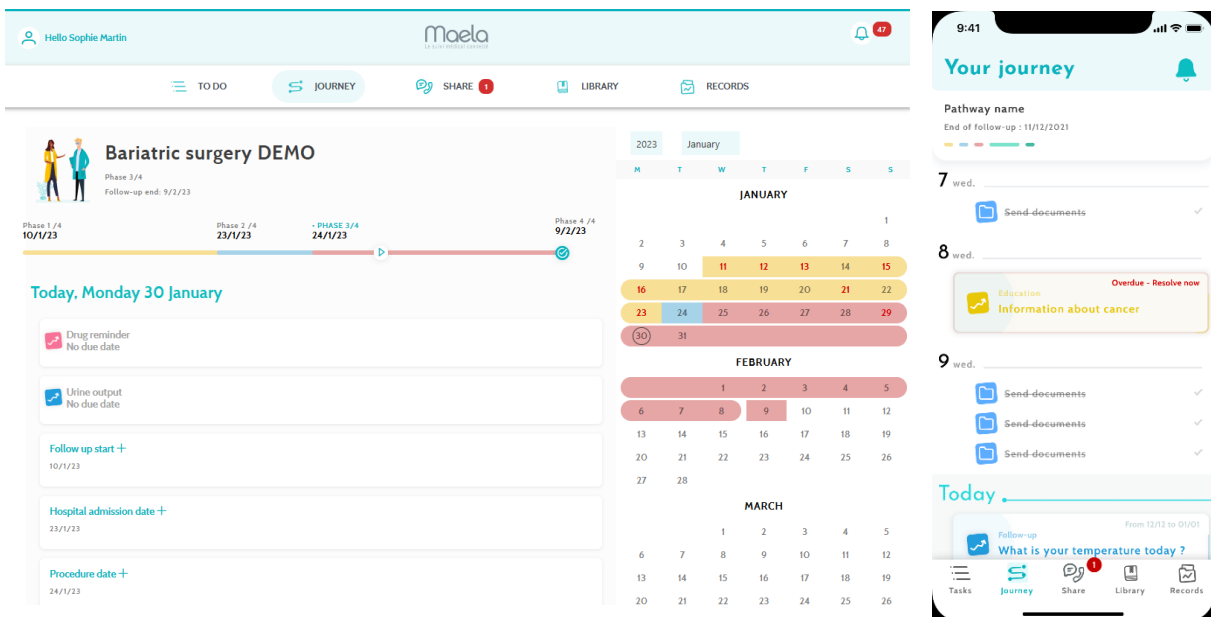 Hello Sophie Martin
Maela
Le suivi médical connecté
47
TO DO
JOURNEY
SHARE 1
LIBRARY
RECORDS
Bariatric surgery DEMO
Phase 3/4
Follow-up end: 9/2/23
Phase 1 /4
10/1/23
Phase 2 /4
23/1/23
- PHASE 3/4
24/1/23
Phase 4 /4
9/2/23
Today, Monday 30 January
Drug reminder
No due date
Urine output
No due date
Follow up start +
10/1/23
Hospital admission date +
23/1/23
Procedure date +
24/1/23
2023 January
M T W T F S S
JANUARY
1
2 3 4 5 6 7 8
9 10 11 12 13 14 15
16 17 18 19 20 21 22
23 24 25 26 27 28 29
30 31
FEBRUARY
1 2 3 4 5
6 7 8 9 10 11 12
13 14 15 16 17 18 19
20 21 22 23 24 25 26
27 28
MARCH
1 2 3 4 5
6 7 8 9 10 11 12
13 14 15 16 17 18 19
20 21 22 23 24 25 26
9:41
Your journey
Pathway name
End of follow-up : 11/12/2021
7 wed.
Send documents
8 wed.
Overdue - Resolve now
Education
Information about cancer
9 wed.
Send documents
Send documents
Send documents
Today
From 12/12 to 01/01
Follow-up
What is your temperature today ?
1
Tasks
Journey
Share
Library
Records